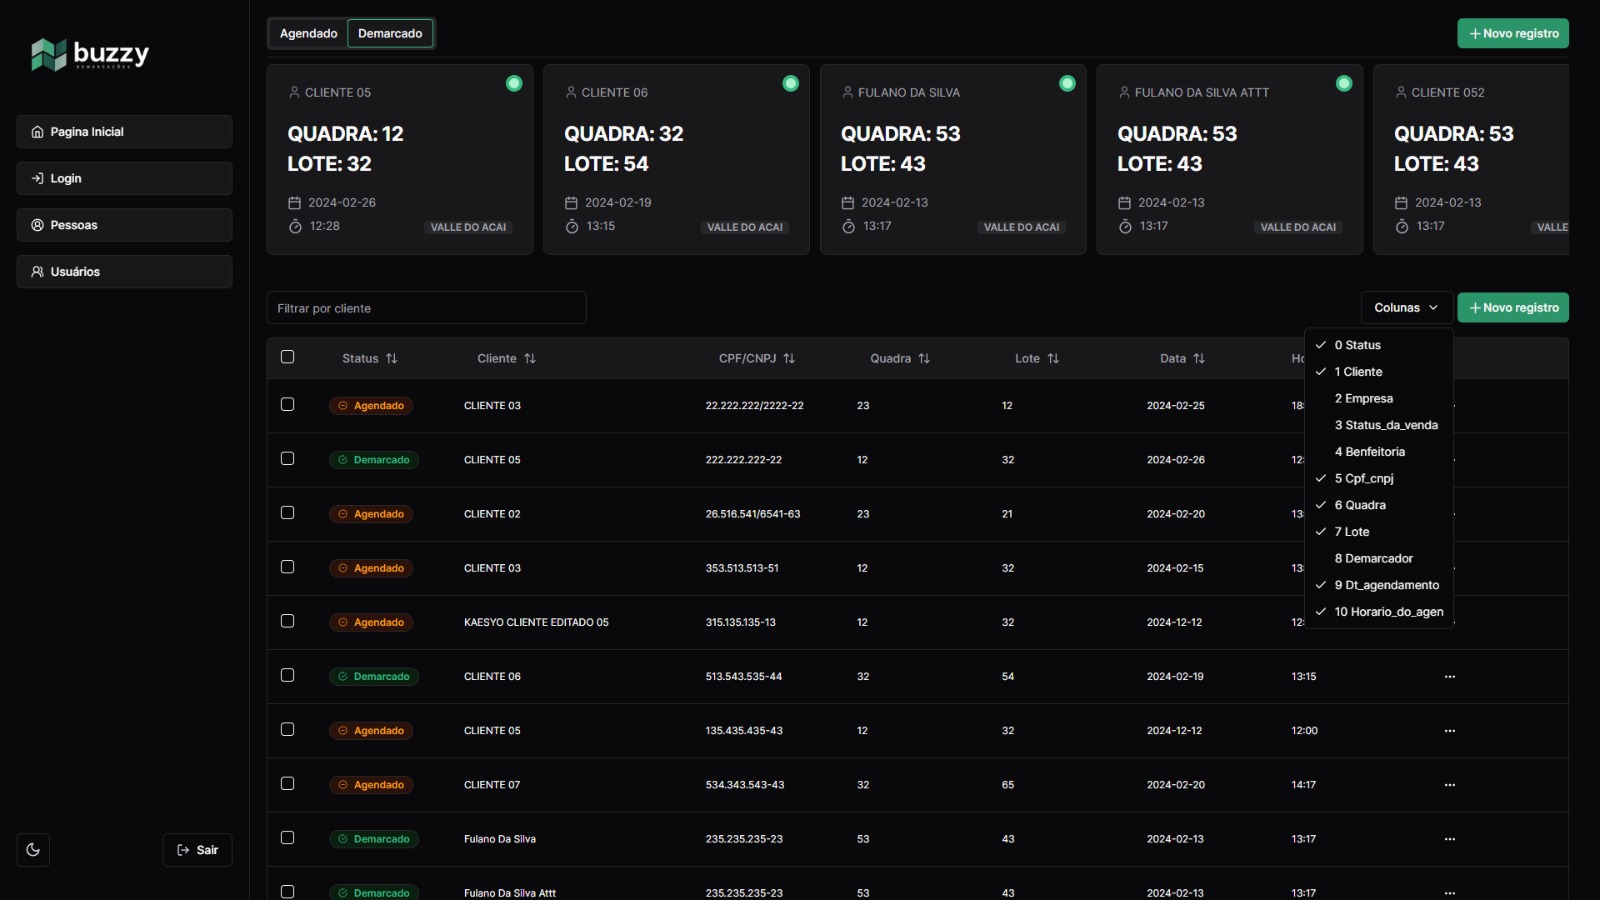 buzzy
DEMARCAÇÕES
Pagina Inicial
Login
Pessoas
Usuários
Sair
Agendado
Demarcado
Novo registro
CLIENTE 05
QUADRA: 12
LOTE: 32
2024-02-26
12:28
VALLE DO ACAI
CLIENTE 06
QUADRA: 32
LOTE: 54
2024-02-19
13:15
VALLE DO ACAI
FULANO DA SILVA
QUADRA: 53
LOTE: 43
2024-02-13
13:17
VALLE DO ACAI
FULANO DA SILVA ATTT
QUADRA: 53
LOTE: 43
2024-02-13
13:17
VALLE DO ACAI
CLIENTE 052
QUADRA: 53
LOTE: 43
2024-02-13
13:17
VALLE
Filtrar por cliente
Colunas
Novo registro
0 Status
1 Cliente
2 Empresa
3 Status_da_venda
4 Benfeitoria
5 Cpf_cnpj
6 Quadra
7 Lote
8 Demarcador
9 Dt_agendamento
10 Horario_do_agen
Status Cliente CPF/CNPJ Quadra Lote Data Ho
Agendado CLIENTE 03 22.222.222/2222-22 23 12 2024-02-25 18:
Demarcado CLIENTE 05 222.222.222-22 12 32 2024-02-26 12:
Agendado CLIENTE 02 26.516.541/6541-63 23 21 2024-02-20 13:
Agendado CLIENTE 03 353.513.513-51 12 32 2024-02-15 13:
Agendado KAESYO CLIENTE EDITADO 05 315.135.135-13 12 32 2024-12-12 12:
Demarcado CLIENTE 06 513.543.535-44 32 54 2024-02-19 13:15 ...
Agendado CLIENTE 05 135.435.435-43 12 32 2024-12-12 12:00 ...
Agendado CLIENTE 07 534.343.543-43 32 65 2024-02-20 14:17 ...
Demarcado Fulano Da Silva 235.235.235-23 53 43 2024-02-13 13:17 ...
Demarcado Fulano Da Silva Attt 235.235.235-23 53 43 2024-02-13 13:17 ...